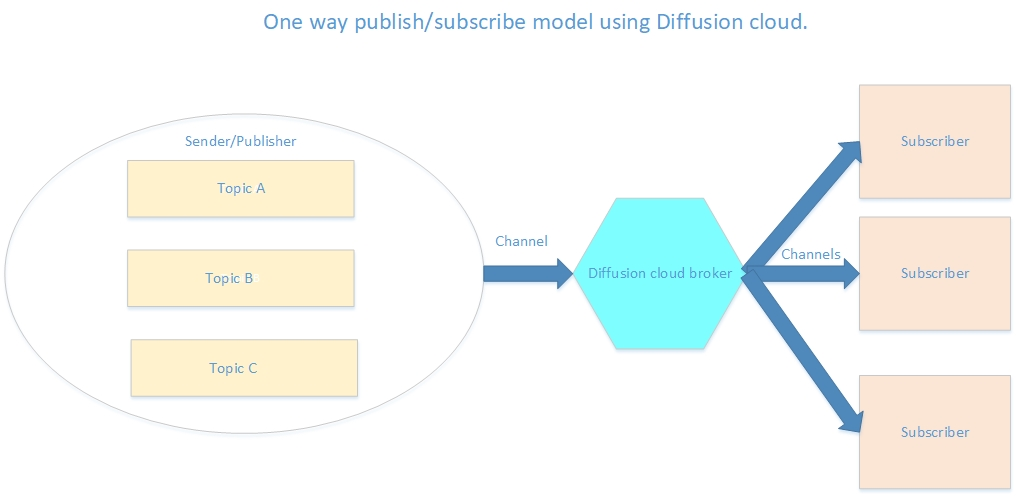 One way publish/subscribe model using Diffusion cloud.
Sender/Publisher
Topic A
Topic B
Topic C
Channel
Diffusion cloud broker
Channels
Subscriber
Subscriber
Subscriber